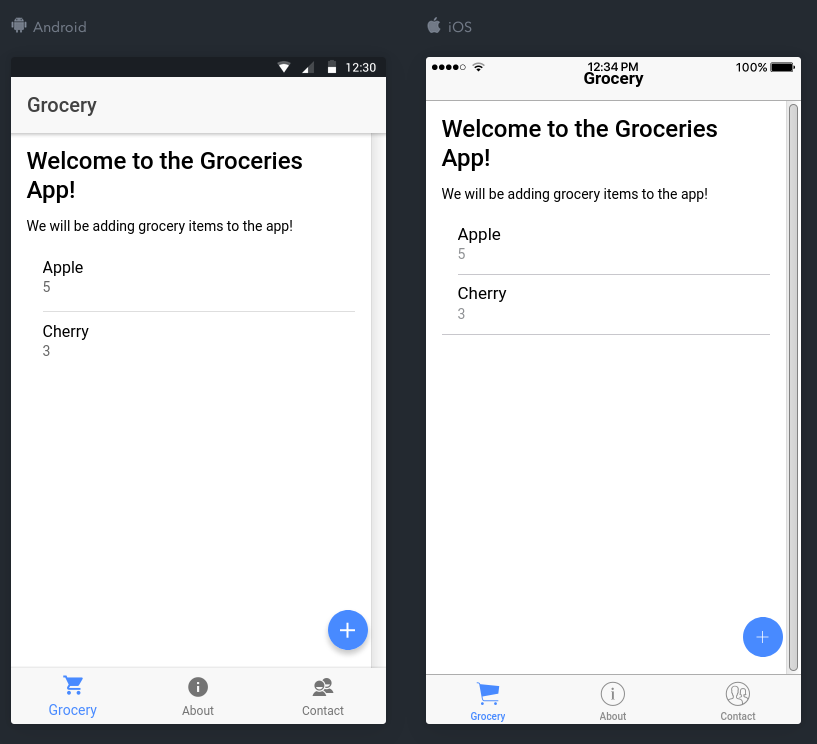 Android
12:30
Grocery
Welcome to the Groceries
App!
We will be adding grocery items to the app!
Apple
5
Cherry
3
Grocery
About
Contact
iOS
12:34 PM
100%
Grocery
Welcome to the Groceries
App!
We will be adding grocery items to the app!
Apple
5
Cherry
3
Grocery
About
Contact